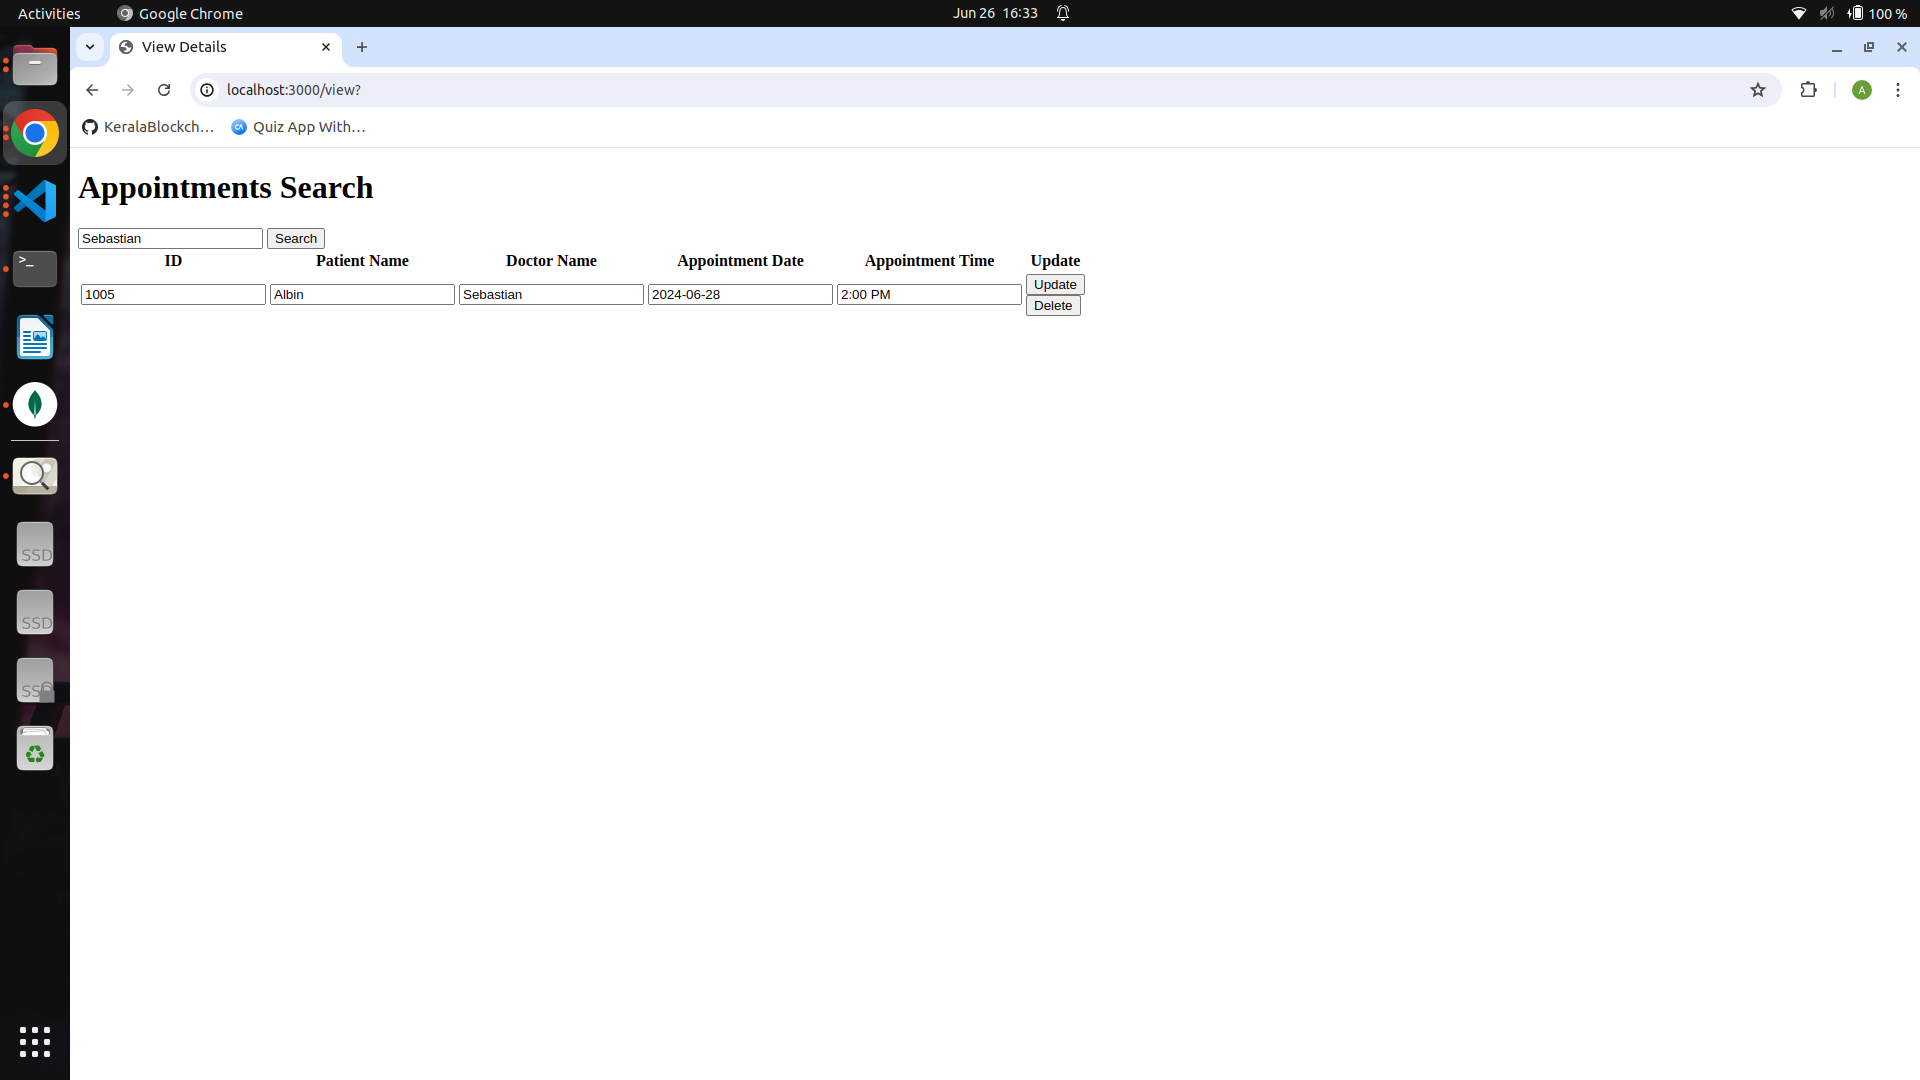 Activities Google Chrome Jun 26 16:33 100 %
View Details
localhost:3000/view?
A
KeralaBlockch... Quiz App With...
Appointments Search
Sebastian Search
ID Patient Name Doctor Name Appointment Date Appointment Time Update
1005 Albin Sebastian 2024-06-28 2:00 PM Update
Delete
>_
SSD
SSD
SSD